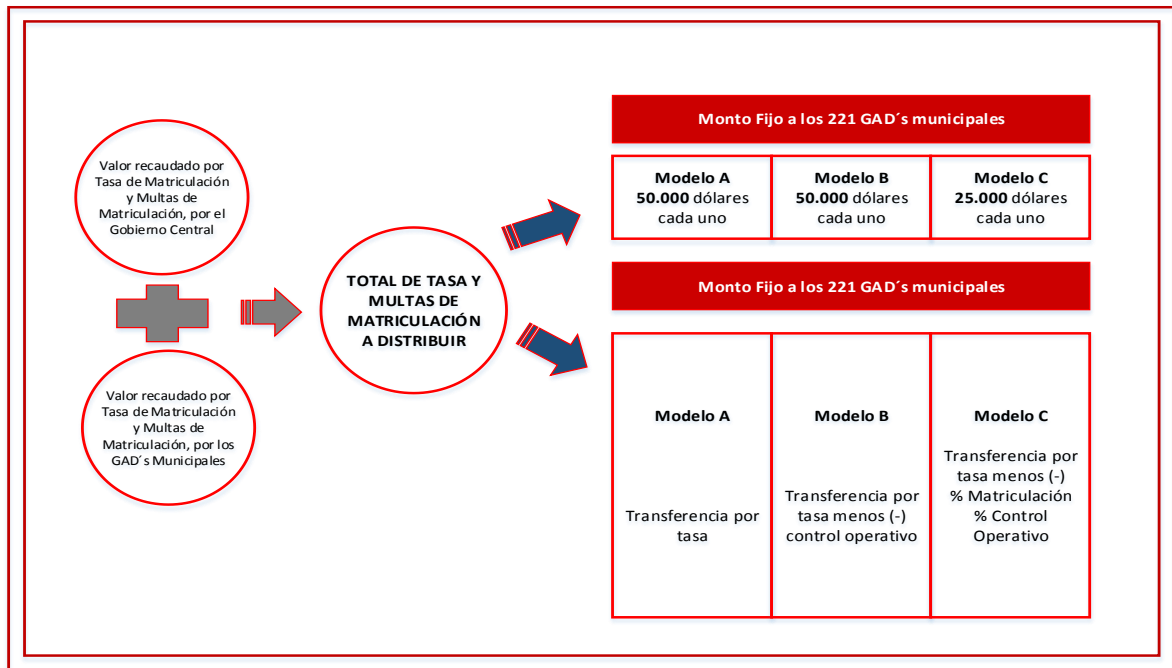 Valor recaudado por
Tasa de Matriculación
y Multas de
Matriculación, por el
Gobierno Central
Valor recaudado por
Tasa de Matriculación
y Multas de
Matriculación, por los
GAD´s Municipales
TOTAL DE TASA Y
MULTAS DE
MATRICULACIÓN
A DISTRIBUIR
Monto Fijo a los 221 GAD´s municipales
Modelo A
50.000 dólares
cada uno
Modelo B
50.000 dólares
cada uno
Modelo C
25.000 dólares
cada uno
Monto Fijo a los 221 GAD´s municipales
Modelo A
Transferencia por
tasa
Modelo B
Transferencia por
tasa menos (-)
control operativo
Modelo C
Transferencia por
tasa menos (-)
% Matriculación
% Control
Operativo